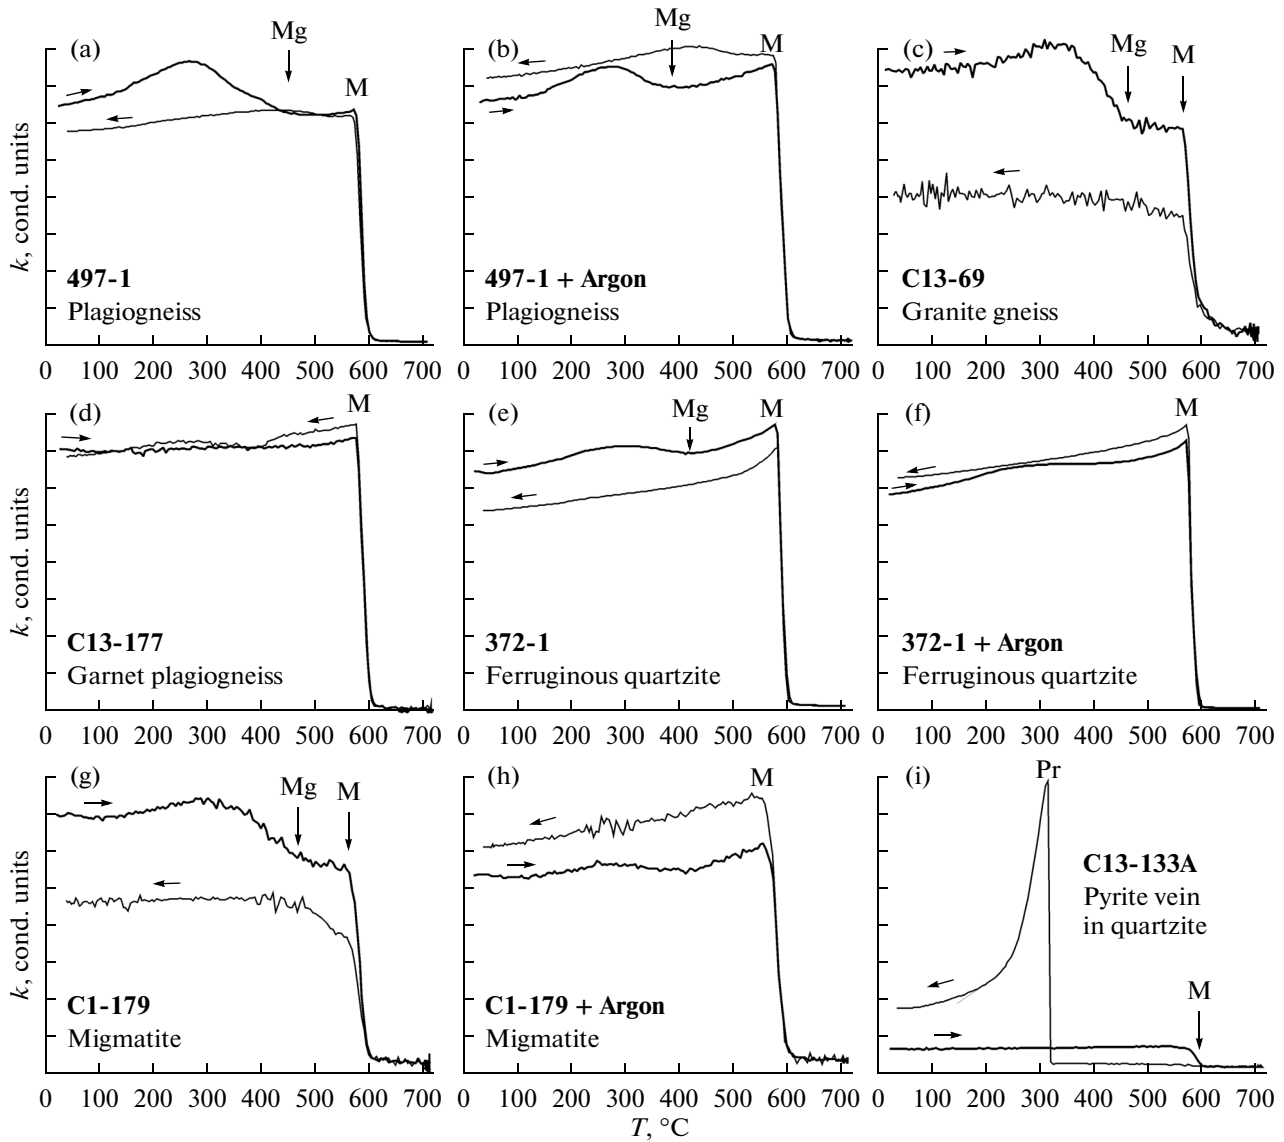 (a)
Mg
M
k, cond. units
497-1
Plagiogneiss
0 100 200 300 400 500 600 700
(b)
Mg
M
497-1 + Argon
Plagiogneiss
0 100 200 300 400 500 600 700
(c)
Mg
M
C13-69
Granite gneiss
0 100 200 300 400 500 600 700
(d)
M
k, cond. units
C13-177
Garnet plagiogneiss
0 100 200 300 400 500 600 700
(e)
Mg
M
372-1
Ferruginous quartzite
0 100 200 300 400 500 600 700
(f)
M
372-1 + Argon
Ferruginous quartzite
0 100 200 300 400 500 600 700
(g)
Mg
M
k, cond. units
C1-179
Migmatite
0 100 200 300 400 500 600 700
(h)
M
C1-179 + Argon
Migmatite
0 100 200 300 400 500 600 700
(i)
Pr
C13-133A
Pyrite vein
in quartzite
M
0 100 200 300 400 500 600 700
T, °C